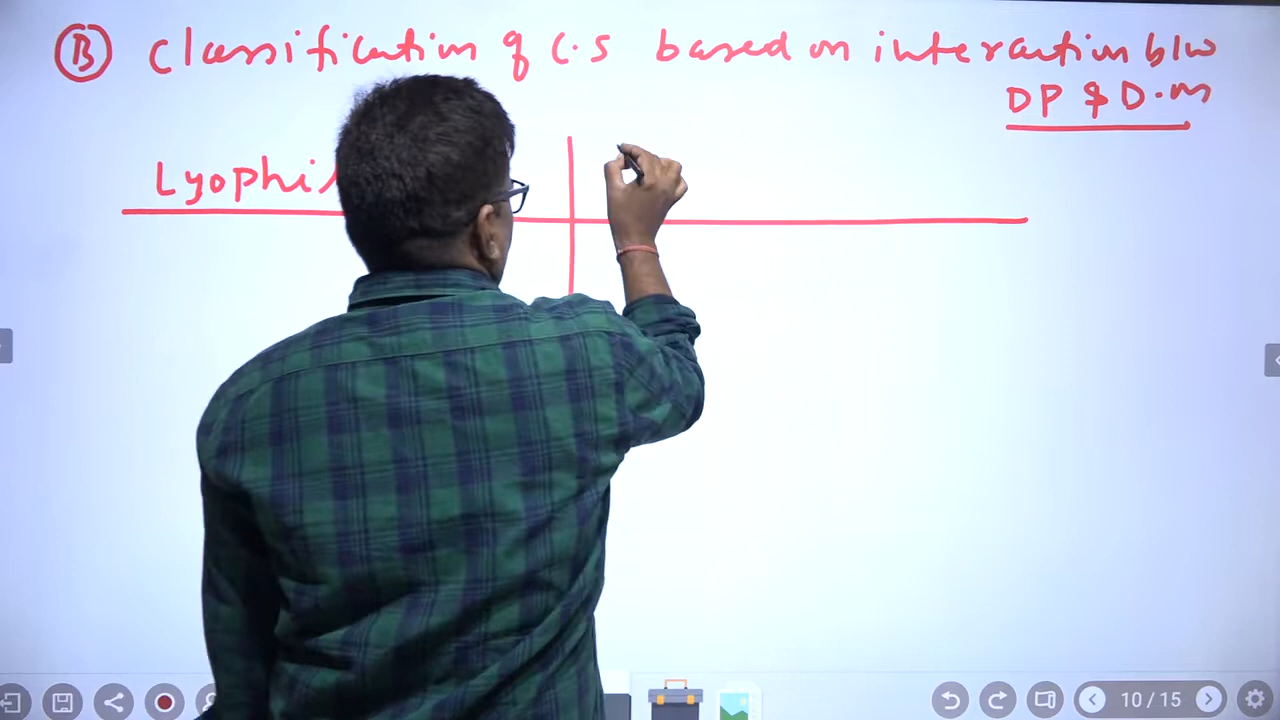 B Classification of C.S based on interaction b/w
DP & D.m
Lyophi
10/15